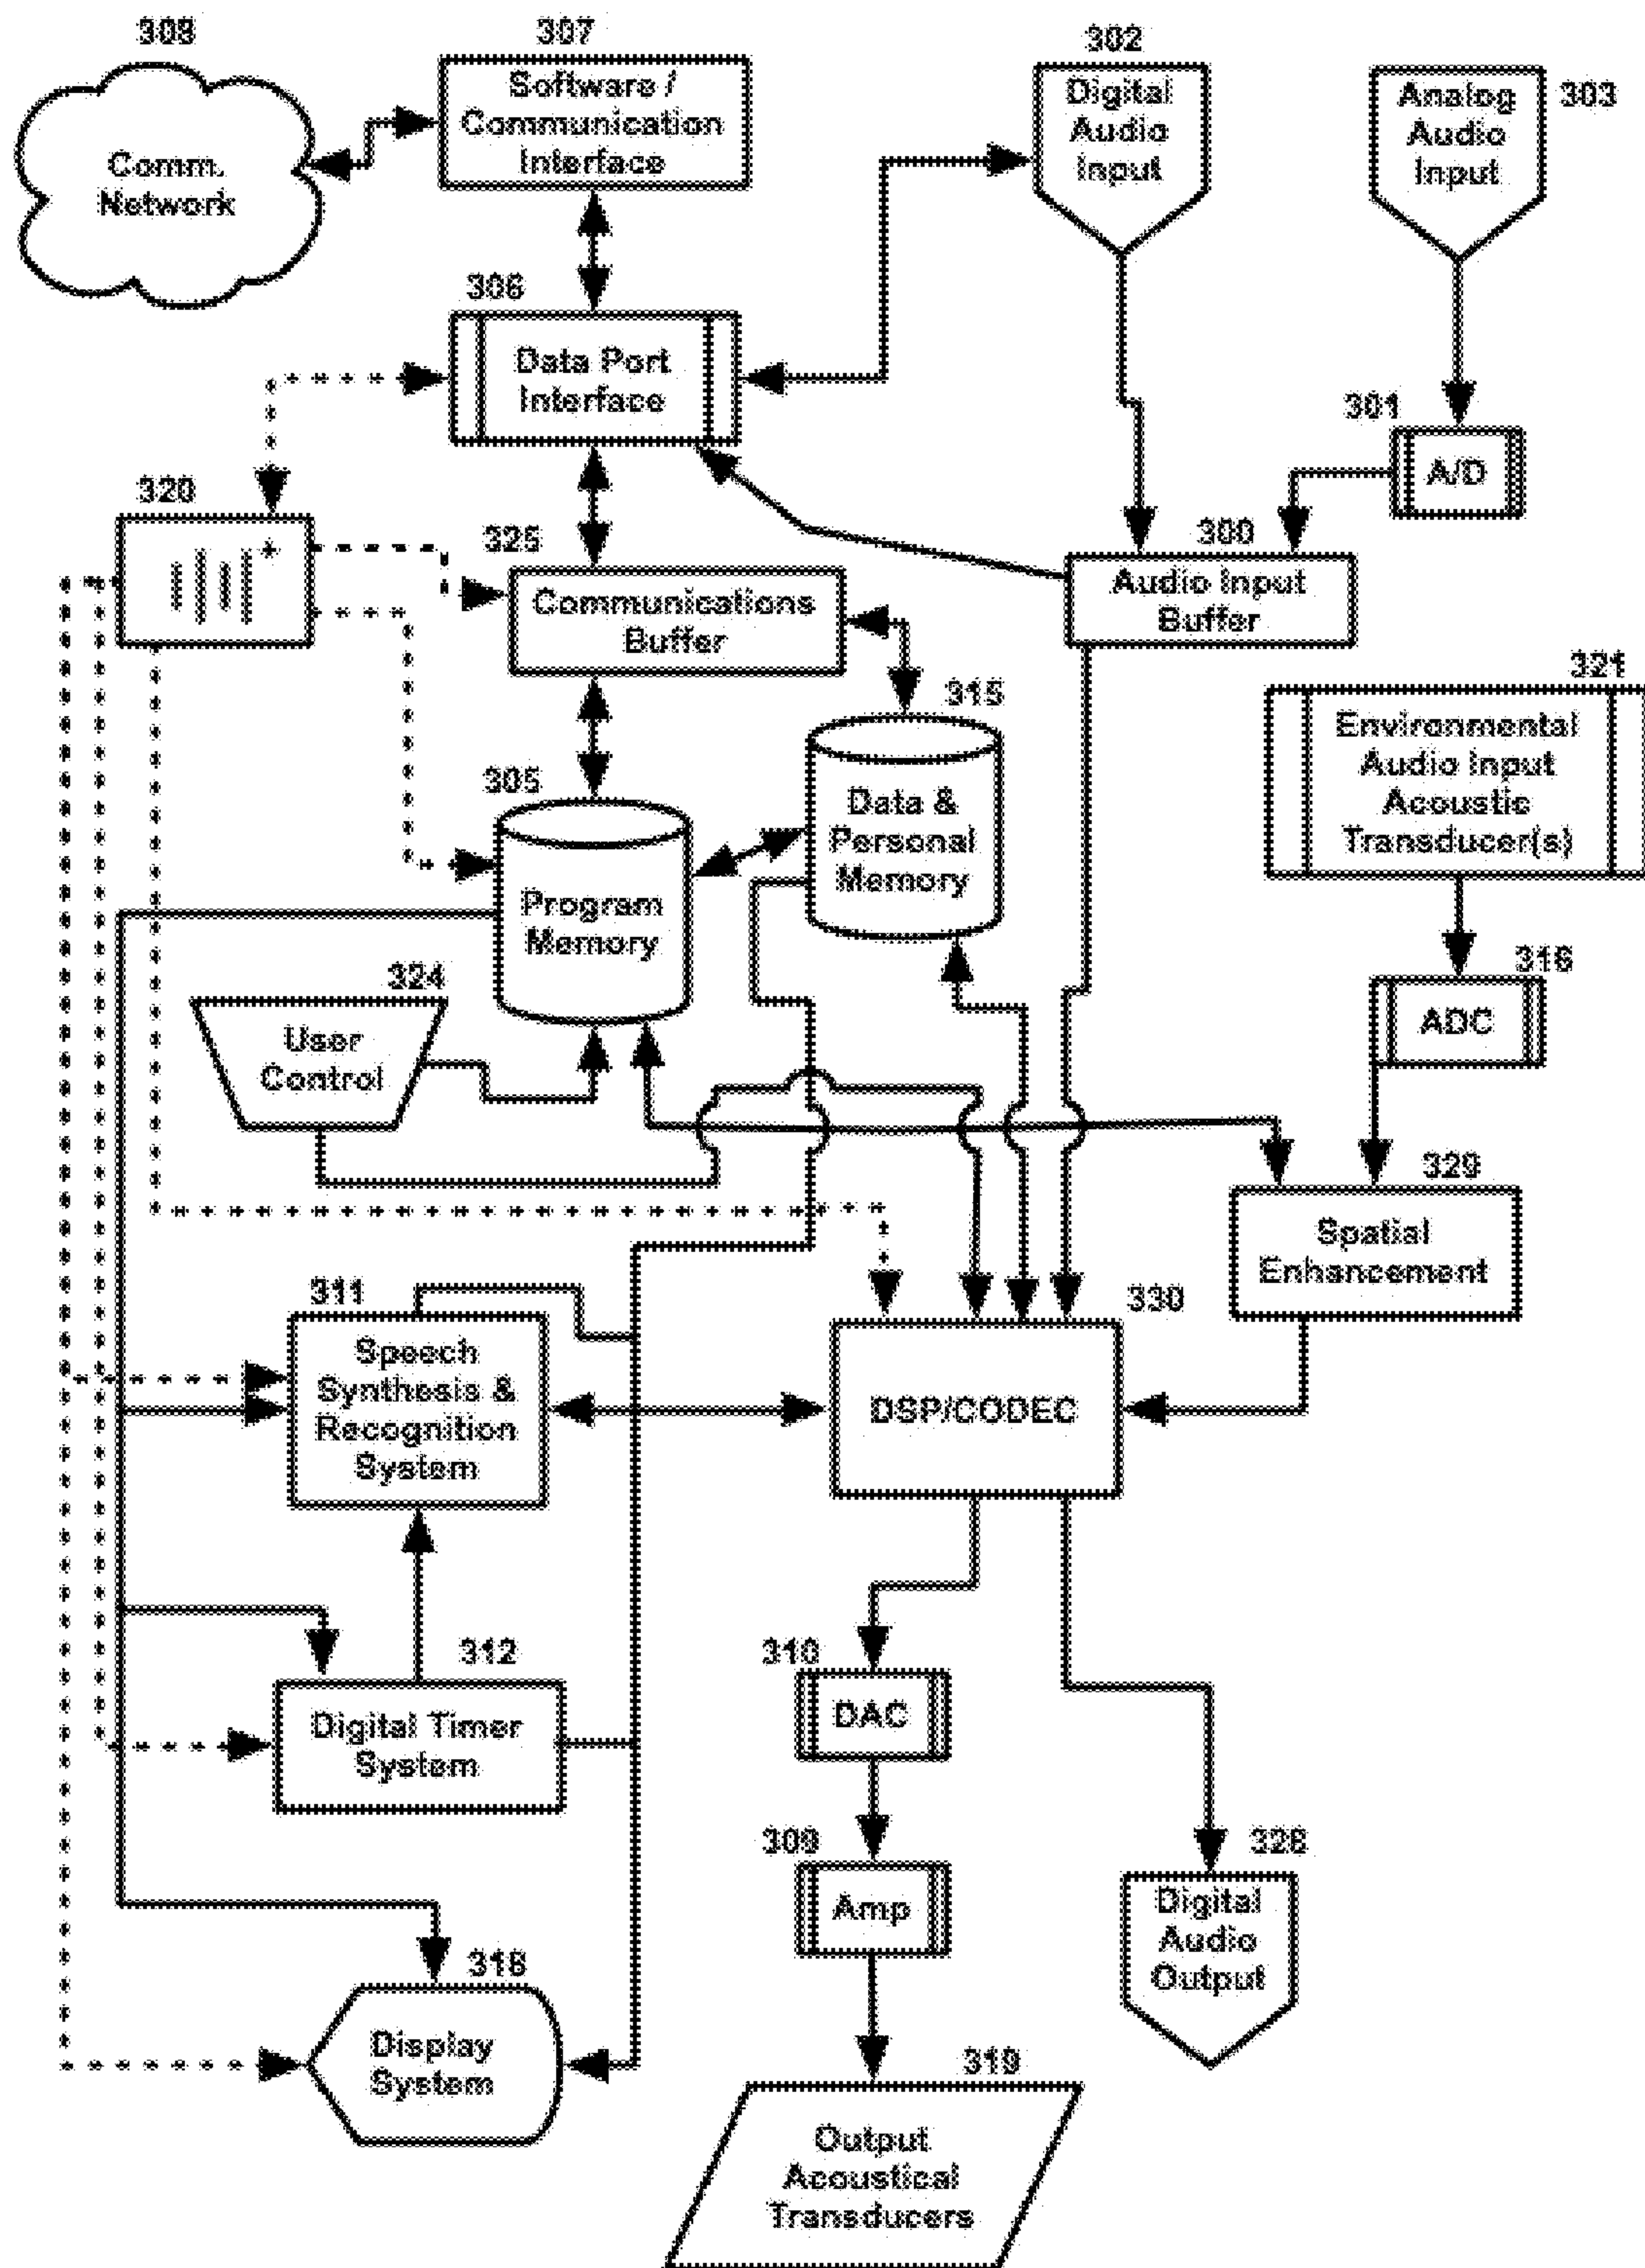 308
307
302
303
Software /
Communication
Interface
Comm.
Network
Digital
Audio
Input
Analog
Audio
Input
306
Data Port
Interface
301
A/D
320
+
325
Communications
Buffer
300
Audio Input
Buffer
321
Environmental
Audio Input
Acoustic
Transducer(s)
315
Data &
Personal
Memory
305
Program
Memory
316
ADC
324
User
Control
329
Spatial
Enhancement
311
Speech
Synthesis &
Recognition
System
330
DSP/CODEC
312
Digital Timer
System
310
DAC
309
Amp
328
Digital
Audio
Output
318
Display
System
319
Output
Acoustical
Transducers